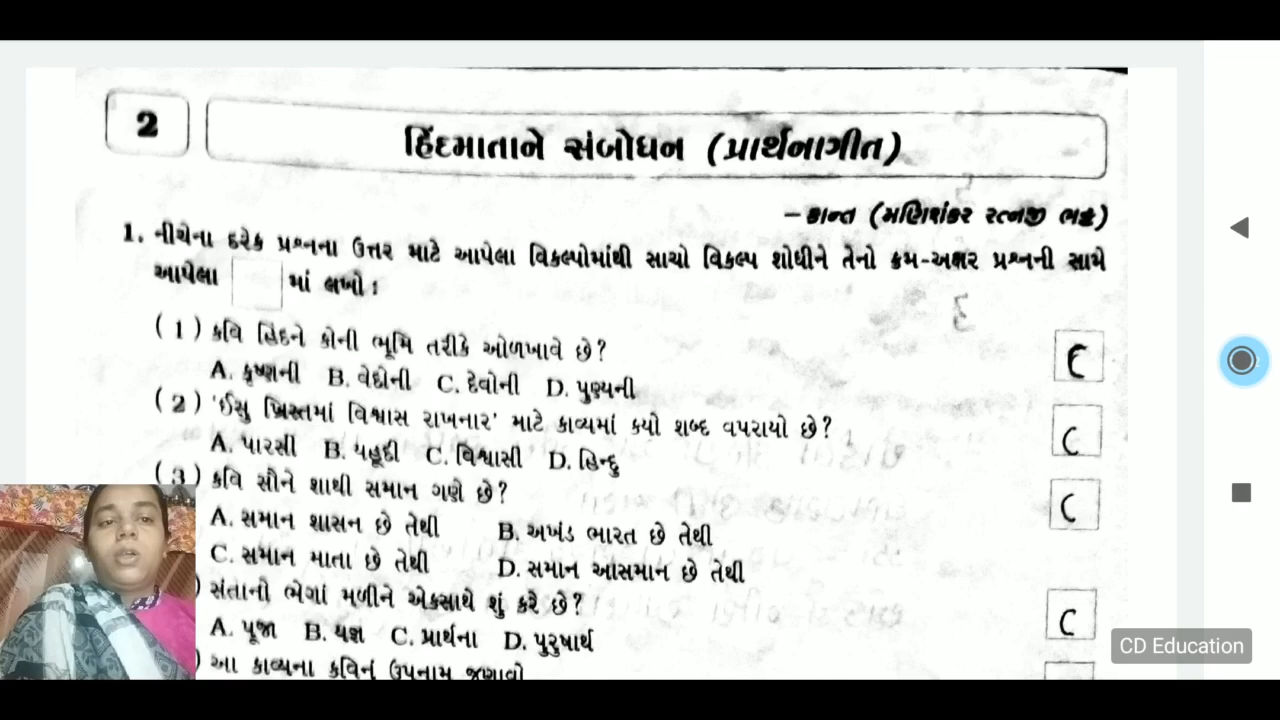 2
હિંદમાતાને સંબોધન (પ્રાર્થનાગીત)
– કાન્ત (મણિશંકર રત્નજી ભટ્ટ)
1. નીચેના દરેક પ્રશ્નના ઉત્તર માટે આપેલા વિકલ્પોમાંથી સાચો વિકલ્પ શોધીને તેનો ક્રમ-અક્ષર પ્રશ્નની સામે
આપેલા માં લખો :
(1) કવિ હિંદને કોની ભૂમિ તરીકે ઓળખાવે છે?
A. કૃષ્ણની B. વેદોની C. દેવોની D. પુણ્યની
(2) 'ઈસુ ખ્રિસ્તમાં વિશ્વાસ રાખનાર' માટે કાવ્યમાં કયો શબ્દ વપરાયો છે?
C
A. પારસી B. યહૂદી C. વિશ્વાસી D. હિન્દુ
(3) કવિ સૌને શાથી સમાન ગણે છે?
C
A. સમાન શાસન છે તેથી B. અખંડ ભારત છે તેથી
C. સમાન માતા છે તેથી D. સમાન આસમાન છે તેથી
) સંતાનો ભેગાં મળીને એકસાથે શું કરે છે?
C
A. પૂજા B. યજ્ઞ C. પ્રાર્થના D. પુરુષાર્થ
) આ કાવ્યના કવિનું ઉપનામ જણાવો
CD Education